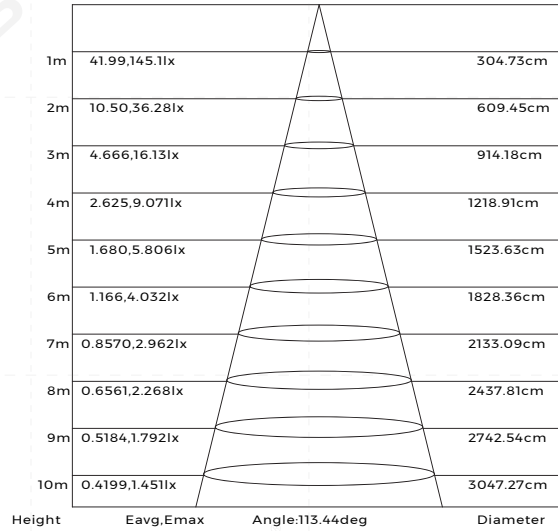 1m 41.99,145.1lx 304.73cm
2m 10.50,36.28lx 609.45cm
3m 4.666,16.13lx 914.18cm
4m 2.625,9.071lx 1218.91cm
5m 1.680,5.806lx 1523.63cm
6m 1.166,4.032lx 1828.36cm
7m 0.8570,2.962lx 2133.09cm
8m 0.6561,2.268lx 2437.81cm
9m 0.5184,1.792lx 2742.54cm
10m 0.4199,1.451lx 3047.27cm
Height Eavg,Emax Angle:113.44deg Diameter